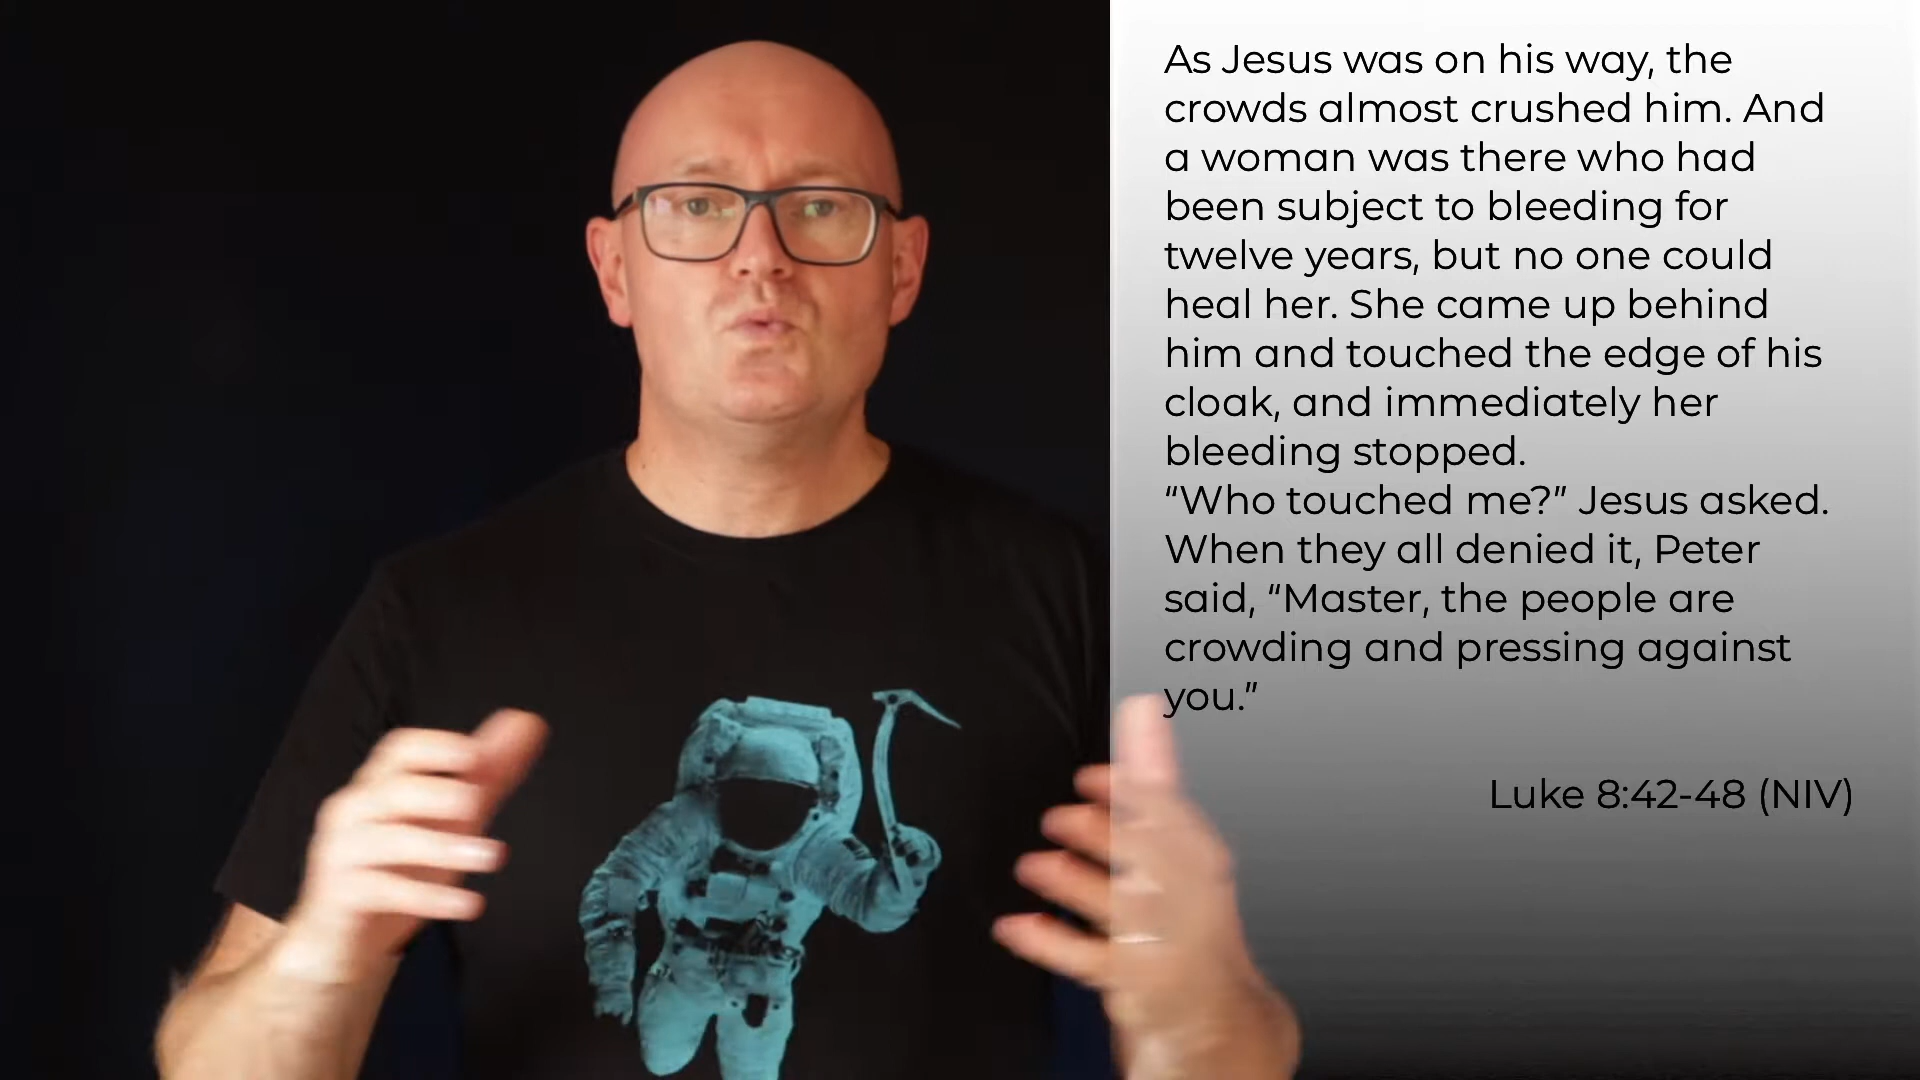 As Jesus was on his way, the
crowds almost crushed him. And
a woman was there who had
been subject to bleeding for
twelve years, but no one could
heal her. She came up behind
him and touched the edge of his
cloak, and immediately her
bleeding stopped.
“Who touched me?” Jesus asked.
When they all denied it, Peter
said, “Master, the people are
crowding and pressing against
you.”
Luke 8:42-48 (NIV)